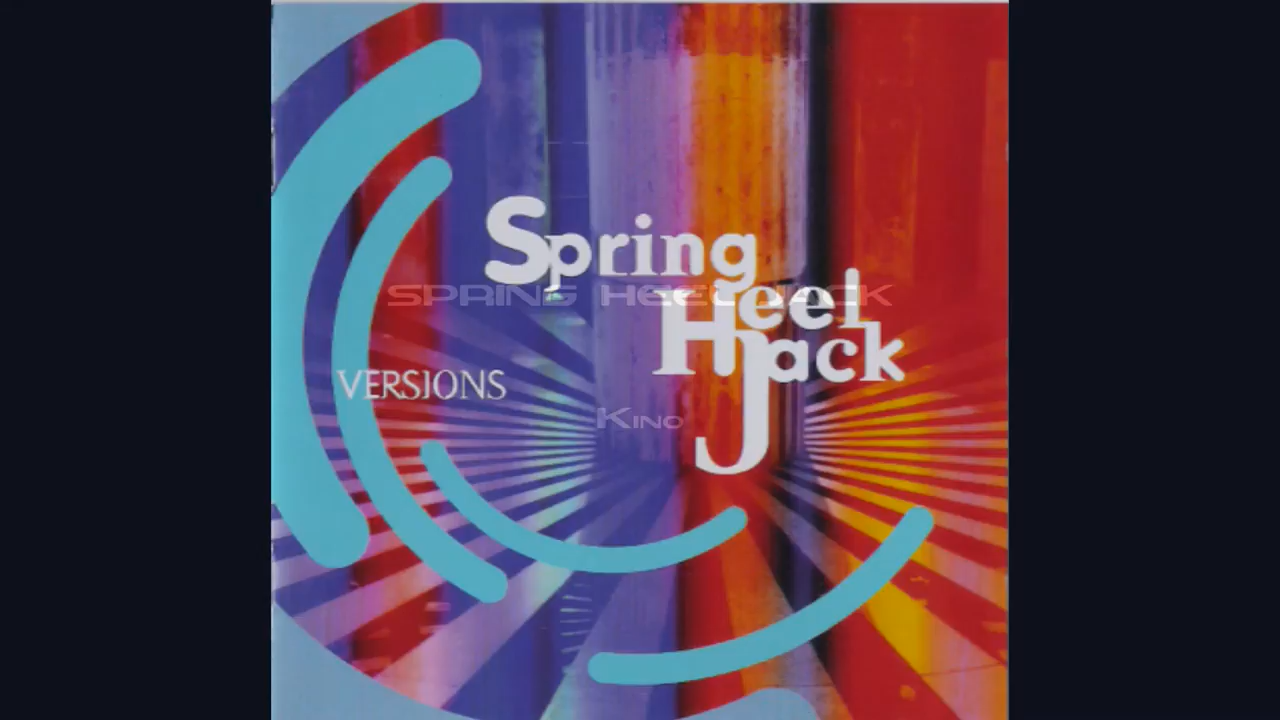 Spring
Heel
Jack
SPRING HEEL JACK
VERSIONS
Kino